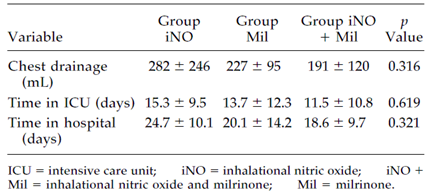 Group Group Group iNO p
Variable iNO Mil + Mil Value
Chest drainage 282 ± 246 227 ± 95 191 ± 120 0.316
(mL)
Time in ICU (days) 15.3 ± 9.5 13.7 ± 12.3 11.5 ± 10.8 0.619
Time in hospital 24.7 ± 10.1 20.1 ± 14.2 18.6 ± 9.7 0.321
(days)
ICU = intensive care unit; iNO = inhalational nitric oxide; iNO +
Mil = inhalational nitric oxide and milrinone; Mil = milrinone.